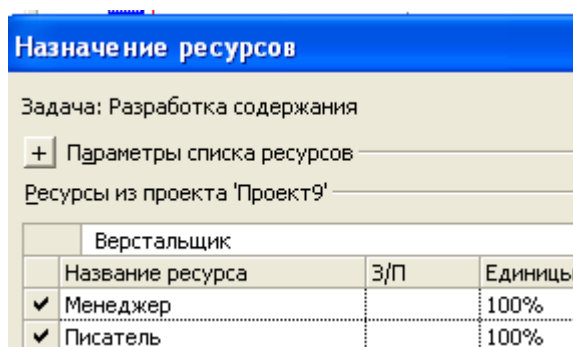 Назначение ресурсов
Задача: Разработка содержания
+ Параметры списка ресурсов
Ресурсы из проекта 'Проект9'
Верстальщик
Название ресурса З/П Единицы
✔ Менеджер 100%
✔ Писатель 100%